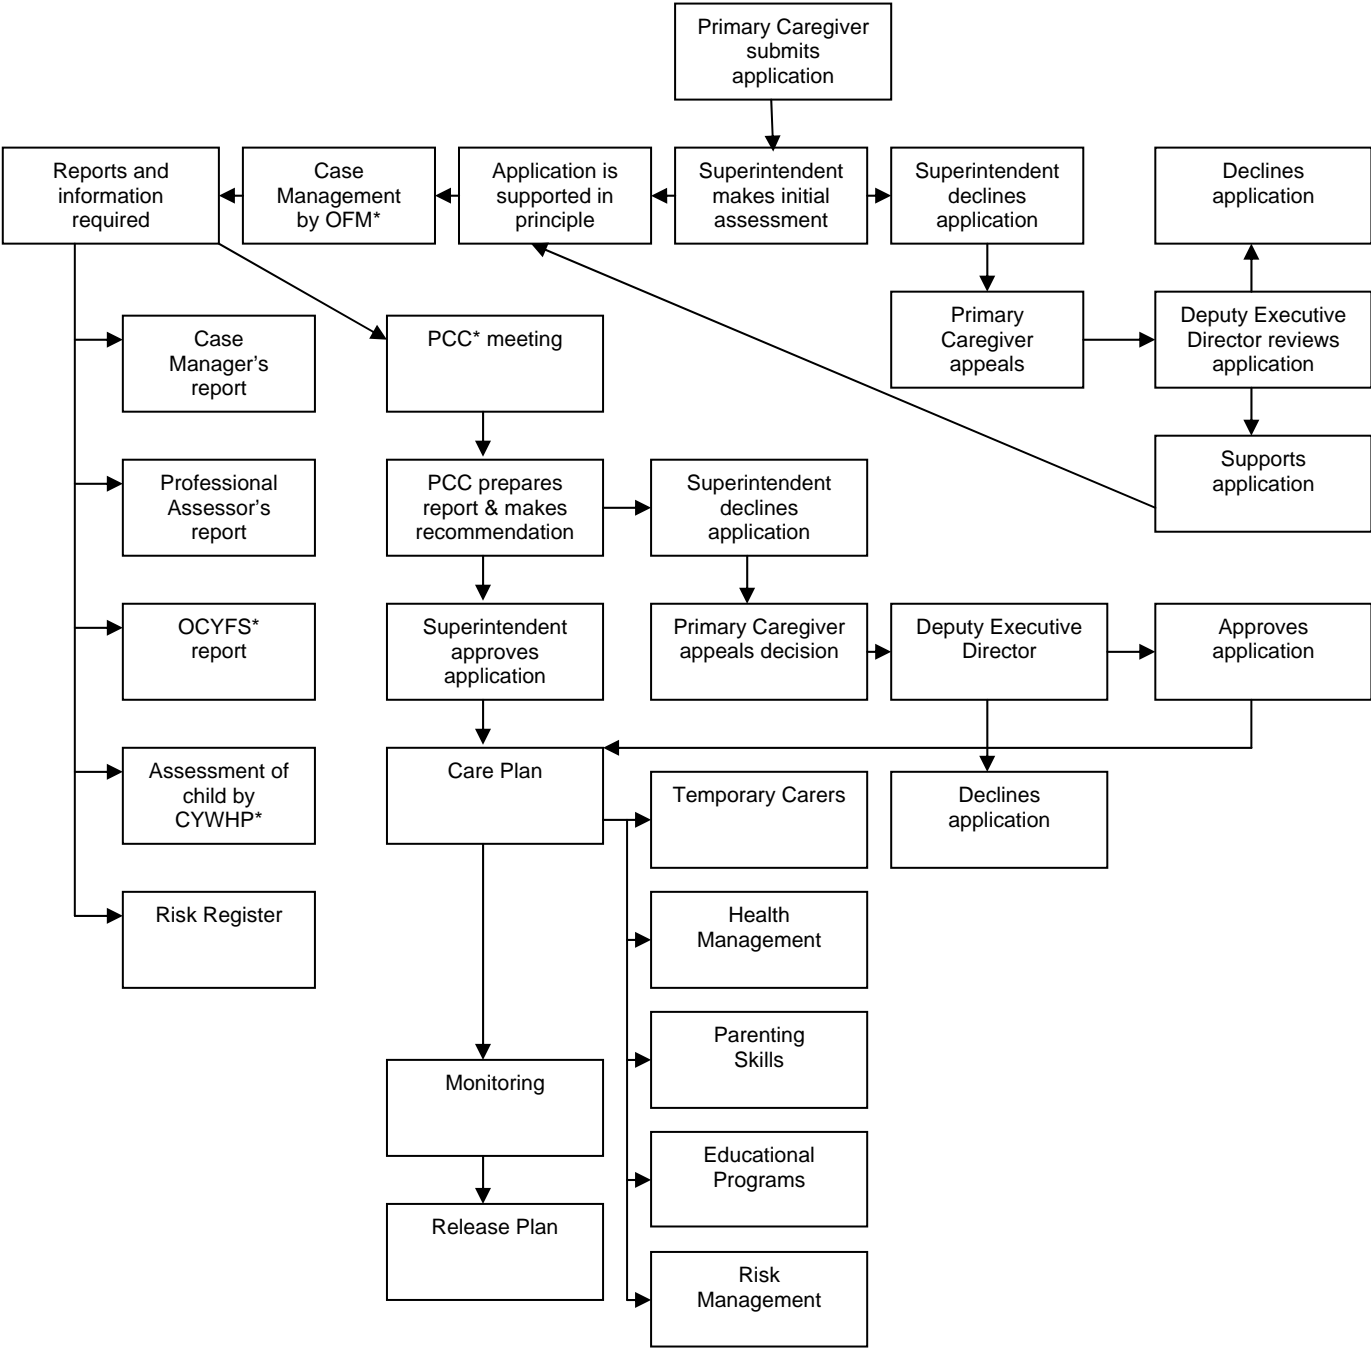 Primary Caregiver
submits
application
Reports and
information
required
Case
Management
by OFM*
Application is
supported in
principle
Superintendent
makes initial
assessment
Superintendent
declines
application
Declines
application
Primary
Caregiver
appeals
Deputy Executive
Director reviews
application
Case
Manager's
report
PCC* meeting
Supports
application
Professional
Assessor's
report
PCC prepares
report & makes
recommendation
Superintendent
declines
application
OCYFS*
report
Superintendent
approves
application
Primary Caregiver
appeals decision
Deputy Executive
Director
Approves
application
Assessment of
child by
CYWHP*
Care Plan
Temporary Carers
Declines
application
Risk Register
Health
Management
Parenting
Skills
Monitoring
Educational
Programs
Release Plan
Risk
Management